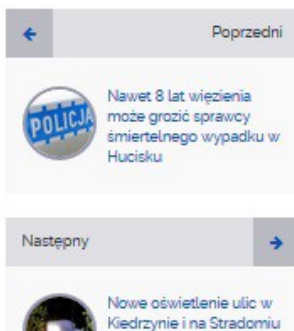 Poprzedni
POLICJA
Nawet 8 lat więzienia
może grozić sprawcy
śmiertelnego wypadku w
Hucisku
Następny
Nowe oświetlenie ulic w
Kiedrzynie i na Stradomiu